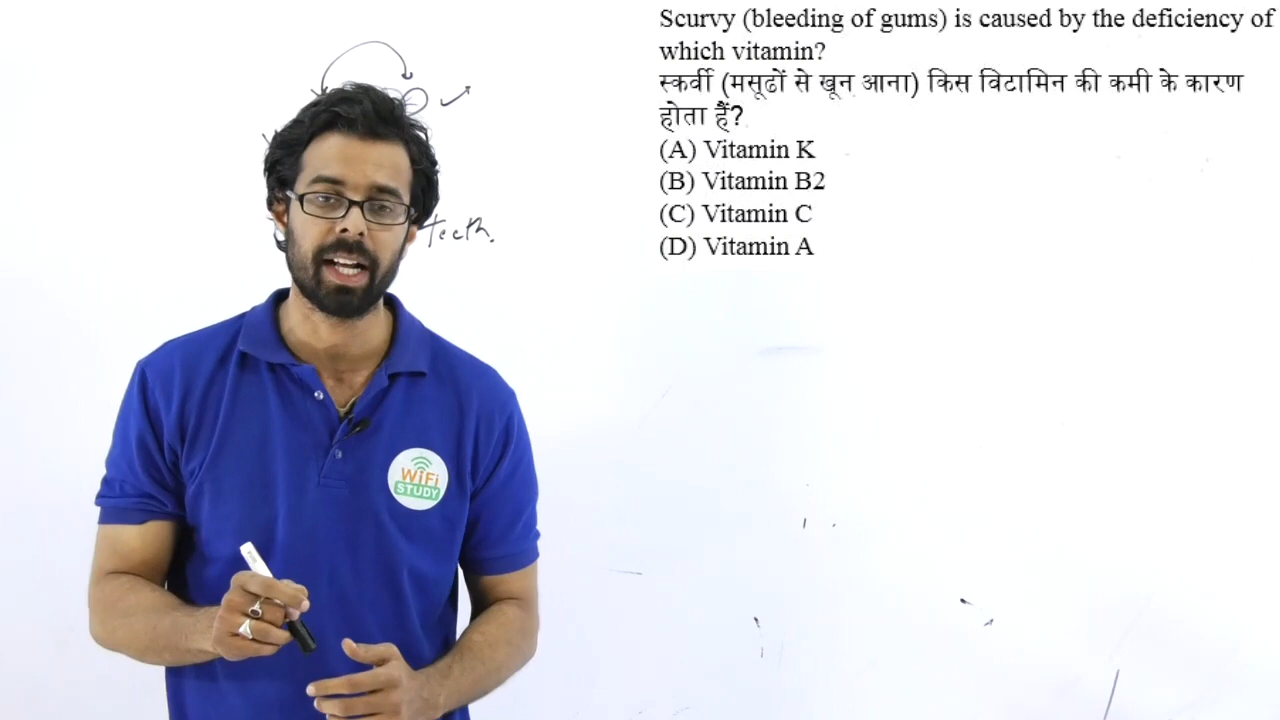 Scurvy (bleeding of gums) is caused by the deficiency of
which vitamin?
स्कर्वी (मसूढों से खून आना) किस विटामिन की कमी के कारण
होता हैं?
(A) Vitamin K
(B) Vitamin B2
(C) Vitamin C
(D) Vitamin A
teeth.
WiFi
STUDY